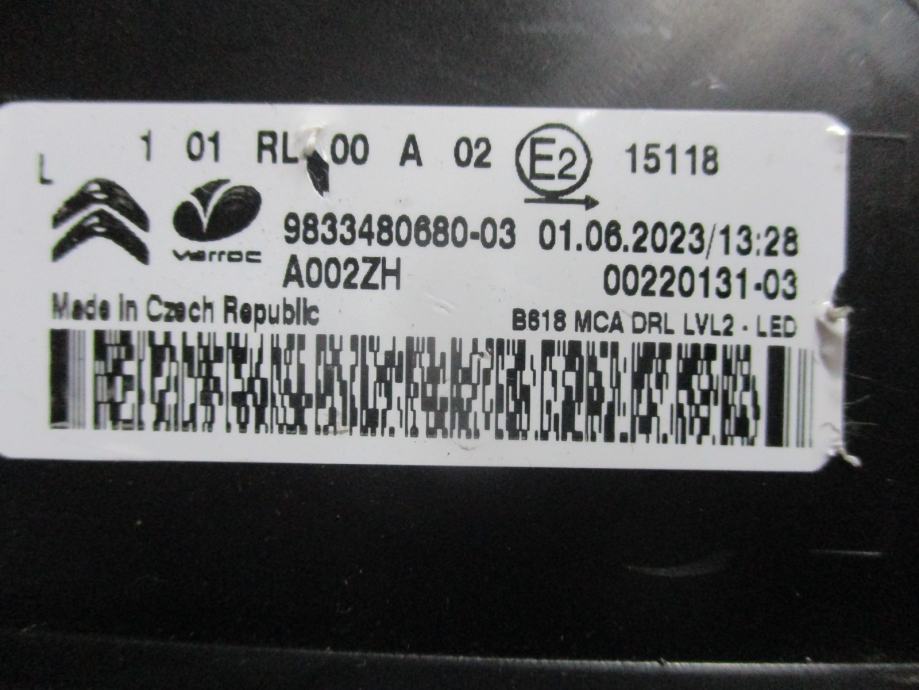 L 1 01 RL 00 A 02 E2 15118
varroc
9833480680-03 01.06.2023/13:28
A002ZH 00220131-03
Made in Czech Republic B618 MCA DRL LVL2 - LED